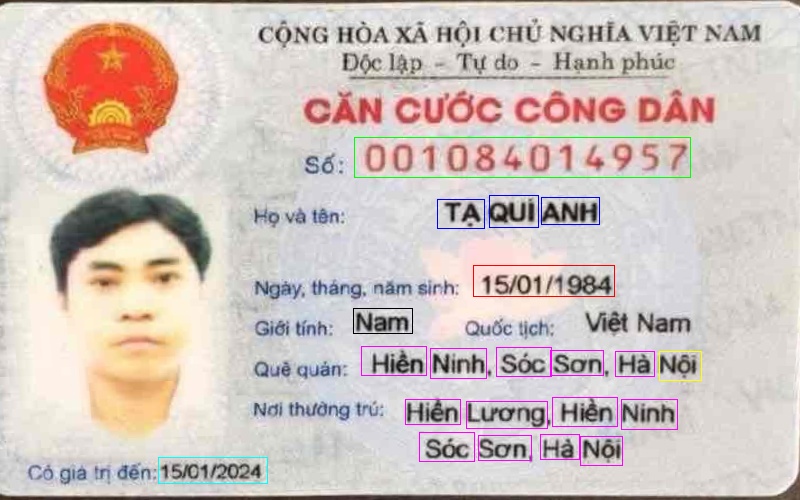 CỘNG HÒA XÃ HỘI CHỦ NGHĨA VIỆT NAM
Độc lập - Tự do - Hạnh phúc
CĂN CƯỚC CÔNG DÂN
Số: 001084014957
Họ và tên: TẠ QUÍ ANH
Ngày, tháng, năm sinh: 15/01/1984
Giới tính: Nam Quốc tịch: Việt Nam
Quê quán: Hiền Ninh, Sóc Sơn, Hà Nội
Nơi thường trú: Hiền Lương, Hiền Ninh
Sóc Sơn, Hà Nội
Có giá trị đến: 15/01/2024